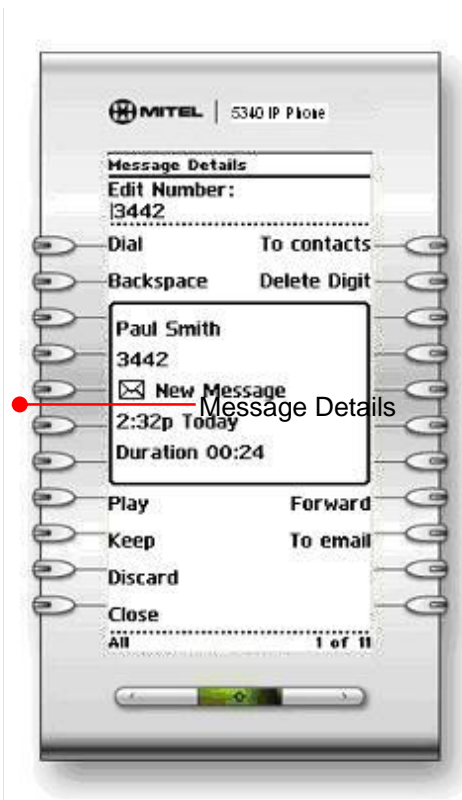 MITEL | 5340 IP Phone
Message Details
Edit Number:
3442
Dial To contacts
Backspace Delete Digit
Paul Smith
3442
New Message
Message Details
2:32p Today
Duration 00:24
Play Forward
Keep To email
Discard
Close
All 1 of 11